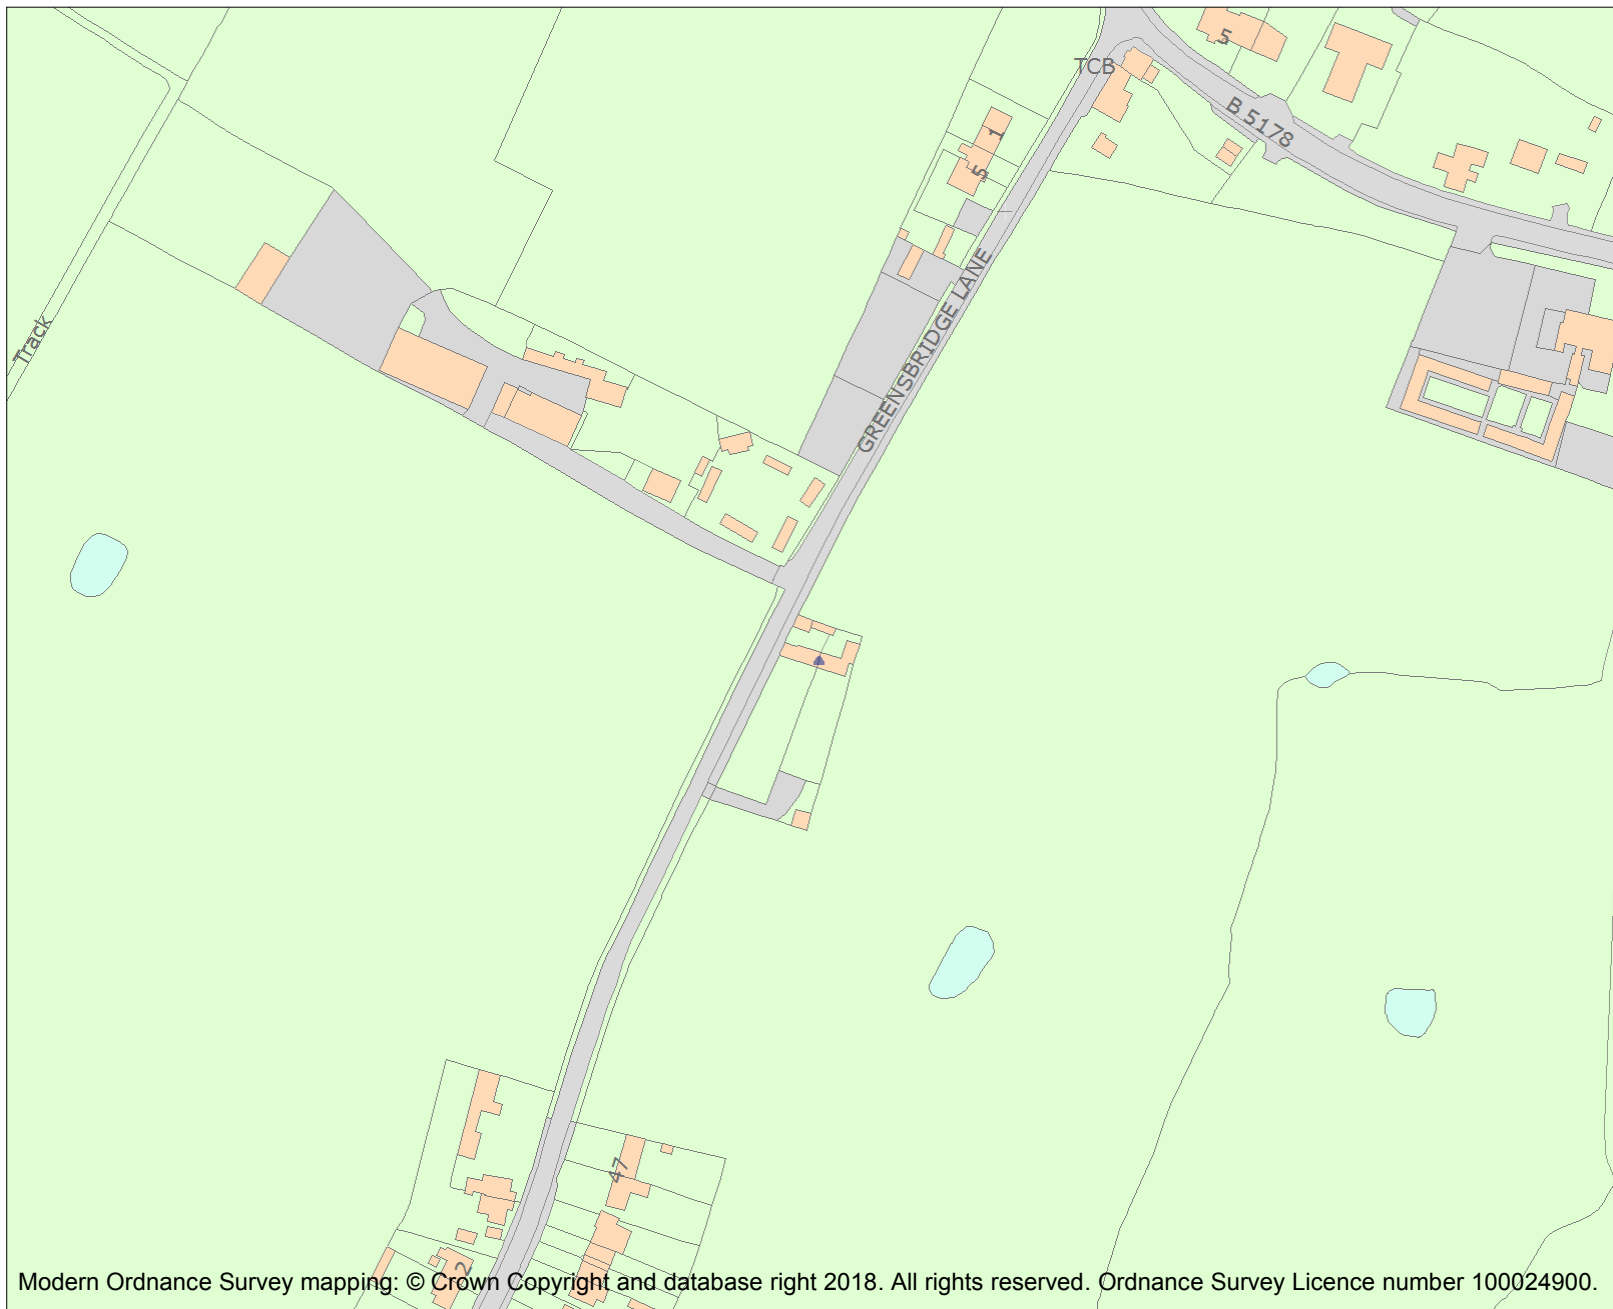 5
TCB
B 5178
1
5
GREENSBRIDGE LANE
Track
47
2
Modern Ordnance Survey mapping: © Crown Copyright and database right 2018. All rights reserved. Ordnance Survey Licence number 100024900.